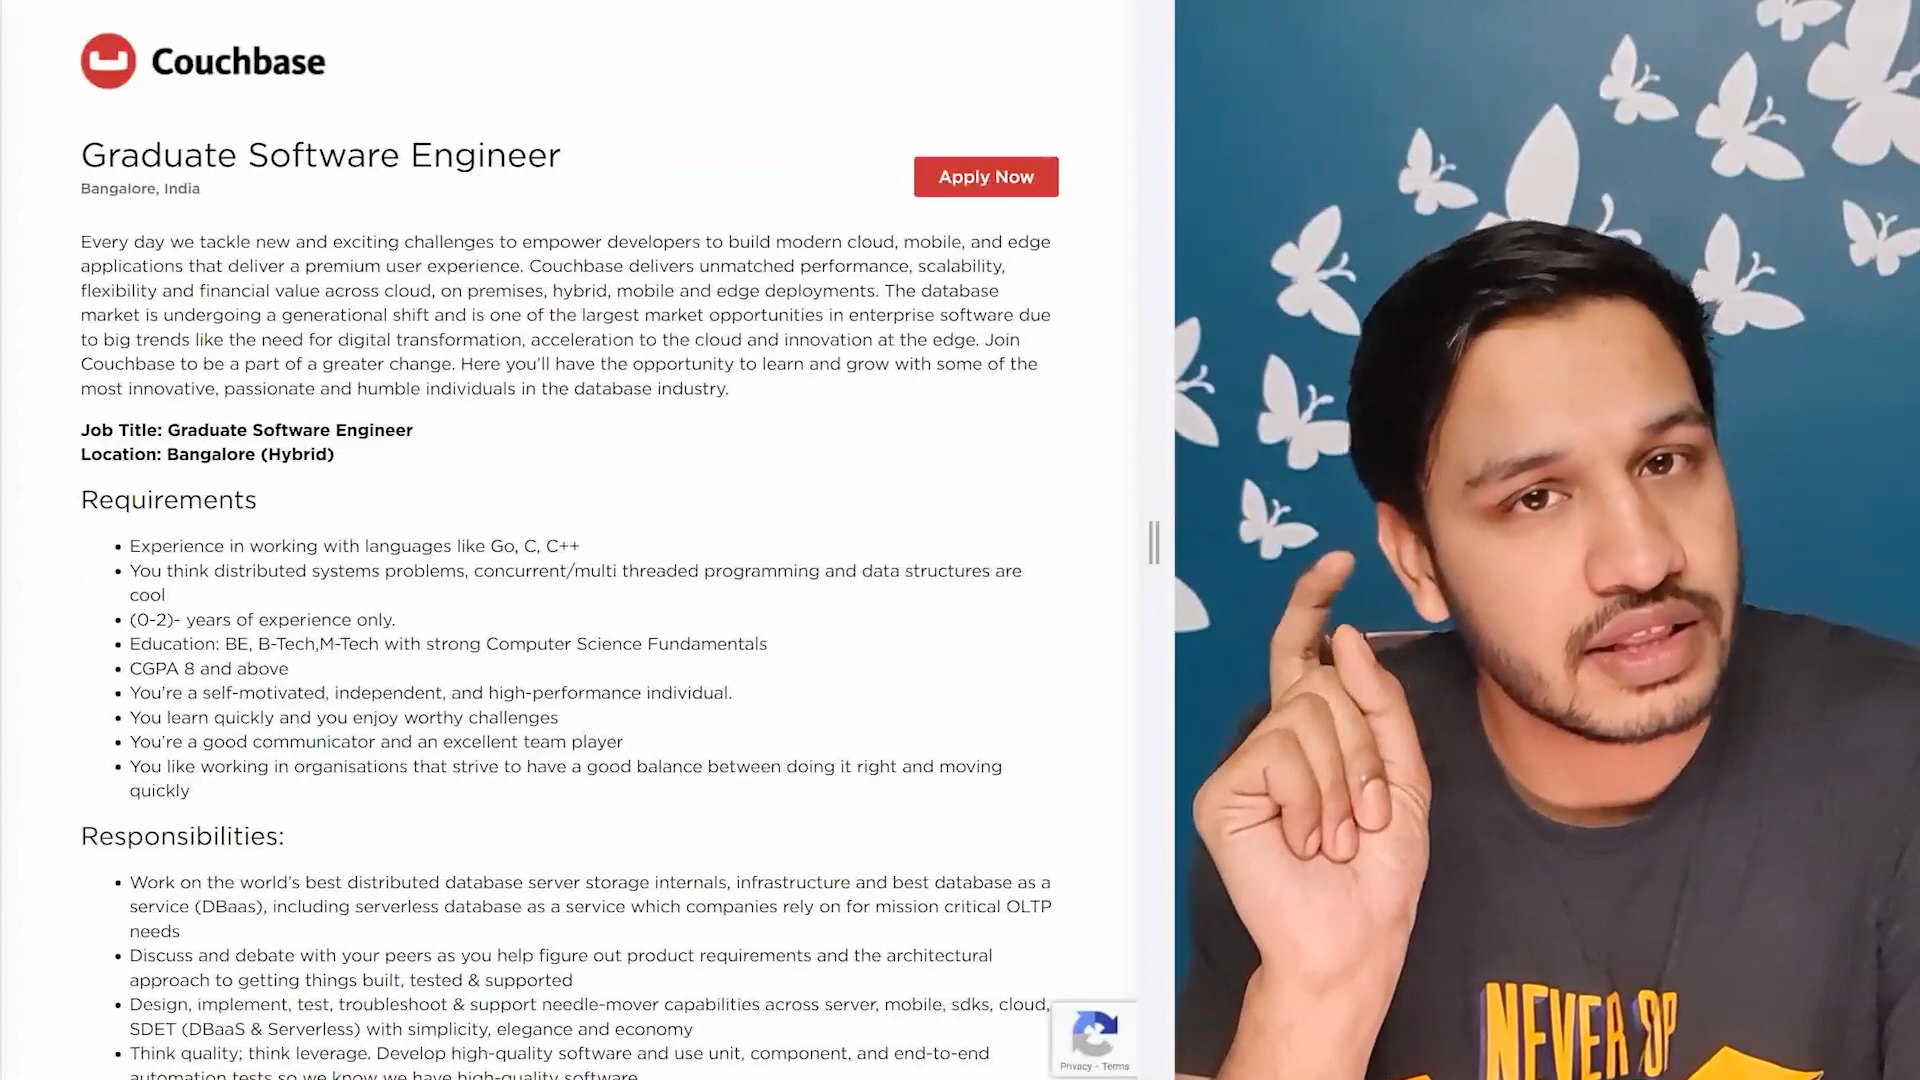 Couchbase
Graduate Software Engineer
Bangalore, India
Apply Now
Every day we tackle new and exciting challenges to empower developers to build modern cloud, mobile, and edge
applications that deliver a premium user experience. Couchbase delivers unmatched performance, scalability,
flexibility and financial value across cloud, on premises, hybrid, mobile and edge deployments. The database
market is undergoing a generational shift and is one of the largest market opportunities in enterprise software due
to big trends like the need for digital transformation, acceleration to the cloud and innovation at the edge. Join
Couchbase to be a part of a greater change. Here you'll have the opportunity to learn and grow with some of the
most innovative, passionate and humble individuals in the database industry.
Job Title: Graduate Software Engineer
Location: Bangalore (Hybrid)
Requirements
• Experience in working with languages like Go, C, C++
• You think distributed systems problems, concurrent/multi threaded programming and data structures are
cool
• (0-2)- years of experience only.
• Education: BE, B-Tech,M-Tech with strong Computer Science Fundamentals
• CGPA 8 and above
• You're a self-motivated, independent, and high-performance individual.
• You learn quickly and you enjoy worthy challenges
• You're a good communicator and an excellent team player
• You like working in organisations that strive to have a good balance between doing it right and moving
quickly
Responsibilities:
• Work on the world's best distributed database server storage internals, infrastructure and best database as a
service (DBaas), including serverless database as a service which companies rely on for mission critical OLTP
needs
• Discuss and debate with your peers as you help figure out product requirements and the architectural
approach to getting things built, tested & supported
• Design, implement, test, troubleshoot & support needle-mover capabilities across server, mobile, sdks, cloud,
SDET (DBaaS & Serverless) with simplicity, elegance and economy
• Think quality; think leverage. Develop high-quality software and use unit, component, and end-to-end
automation tests so we know we have high-quality software
Privacy - Terms
NEVER